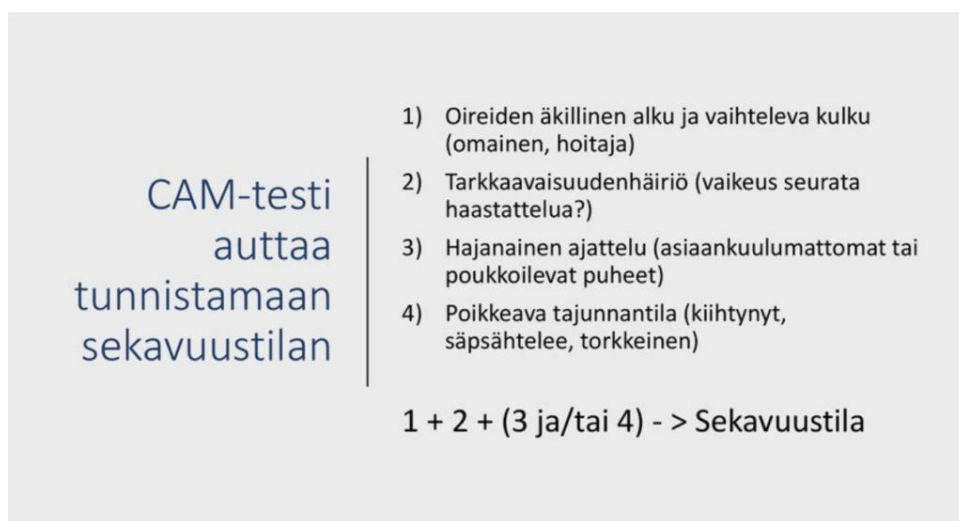 CAM-testi
auttaa
tunnistamaan
sekavuustilan
1) Oireiden äkillinen alku ja vaihteleva kulku
(omainen, hoitaja)
2) Tarkkaavaisuudenhäiriö (vaikeus seurata
haastattelua?)
3) Hajanainen ajattelu (asiaankuulumattomat tai
poukkoilevat puheet)
4) Poikkeava tajunnantila (kiihtynyt,
säpsähtelee, torkkeinen)
1 + 2 + (3 ja/tai 4) - > Sekavuustila